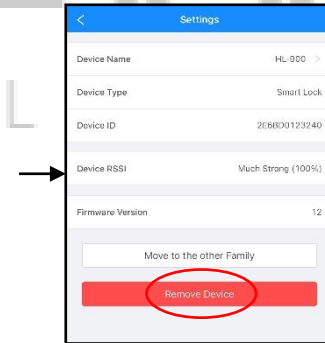 Settings
Device Name HL-900 >
Device Type Smart Lock
Device ID 2E6BD0123240
Device RSSI Much Strong (100%)
Firmware Version 12
Move to the other Family
Remove Device